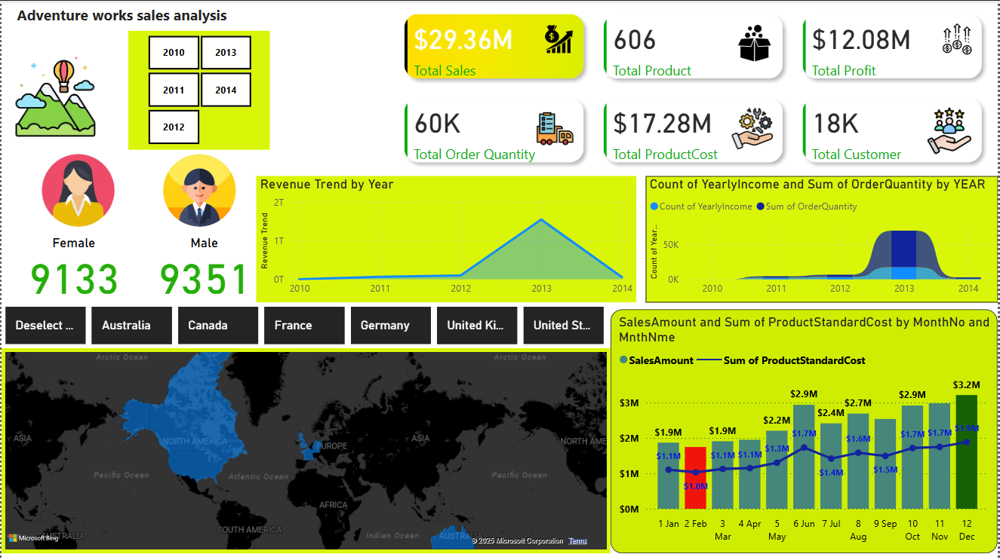 Adventure works sales analysis
2010
2013
2011
2014
2012
$29.36M
Total Sales
606
Total Product
$12.08M
Total Profit
60K
Total Order Quantity
$17.28M
Total ProductCost
18K
Total Customer
Female
9133
Male
9351
Revenue Trend by Year
Revenue Trend
2T
1T
0T
2010 2011 2012 2013 2014
Count of YearlyIncome and Sum of OrderQuantity by YEAR
Count of YearlyIncome Sum of OrderQuantity
Count of Year...
50K
0K
2010 2011 2012 2013 2014
Deselect ... Australia Canada France Germany United Ki... United St...
Arctic Ocean
Arctic Ocean
ASIA
NORTH AMERICA
EUROPE
ASIA
NORTH AME
Pacific Ocean
Atlantic Ocean
Pacific Ocean
AFRICA
SOUTH AMERICA
Indian Ocean
AUSTRALIA
AUSTRALIA
Microsoft Bing
© 2025 Microsoft Corporation Terms
SalesAmount and Sum of ProductStandardCost by MonthNo and
MnthNme
SalesAmount Sum of ProductStandardCost
$3M
$2M
$1M
$0M
$1.9M $1.9M $2.2M $2.9M $2.4M $2.7M $2.9M $3.2M
$1.1M $1.0M $1.1M $1.1M $1.3M $1.7M $1.4M $1.6M $1.5M $1.7M $1.7M $1.9M
1 Jan 2 Feb 3 Mar 4 Apr 5 May 6 Jun 7 Jul 8 Aug 9 Sep 10 Oct 11 Nov 12 Dec